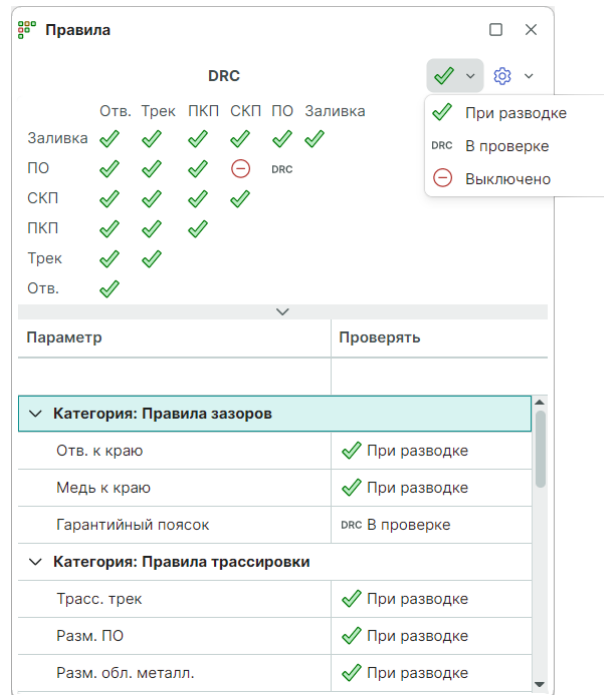 Правила
DRC
При разводке
DRC В проверке
Выключено
Отв. Трек ПКП СКП ПО Заливка
Заливка
ПО DRC
СКП
ПКП
Трек
Отв.
Параметр Проверять
Категория: Правила зазоров
Отв. к краю При разводке
Медь к краю При разводке
Гарантийный поясок DRC В проверке
Категория: Правила трассировки
Трасс. трек При разводке
Разм. ПО При разводке
Разм. обл. металл. При разводке